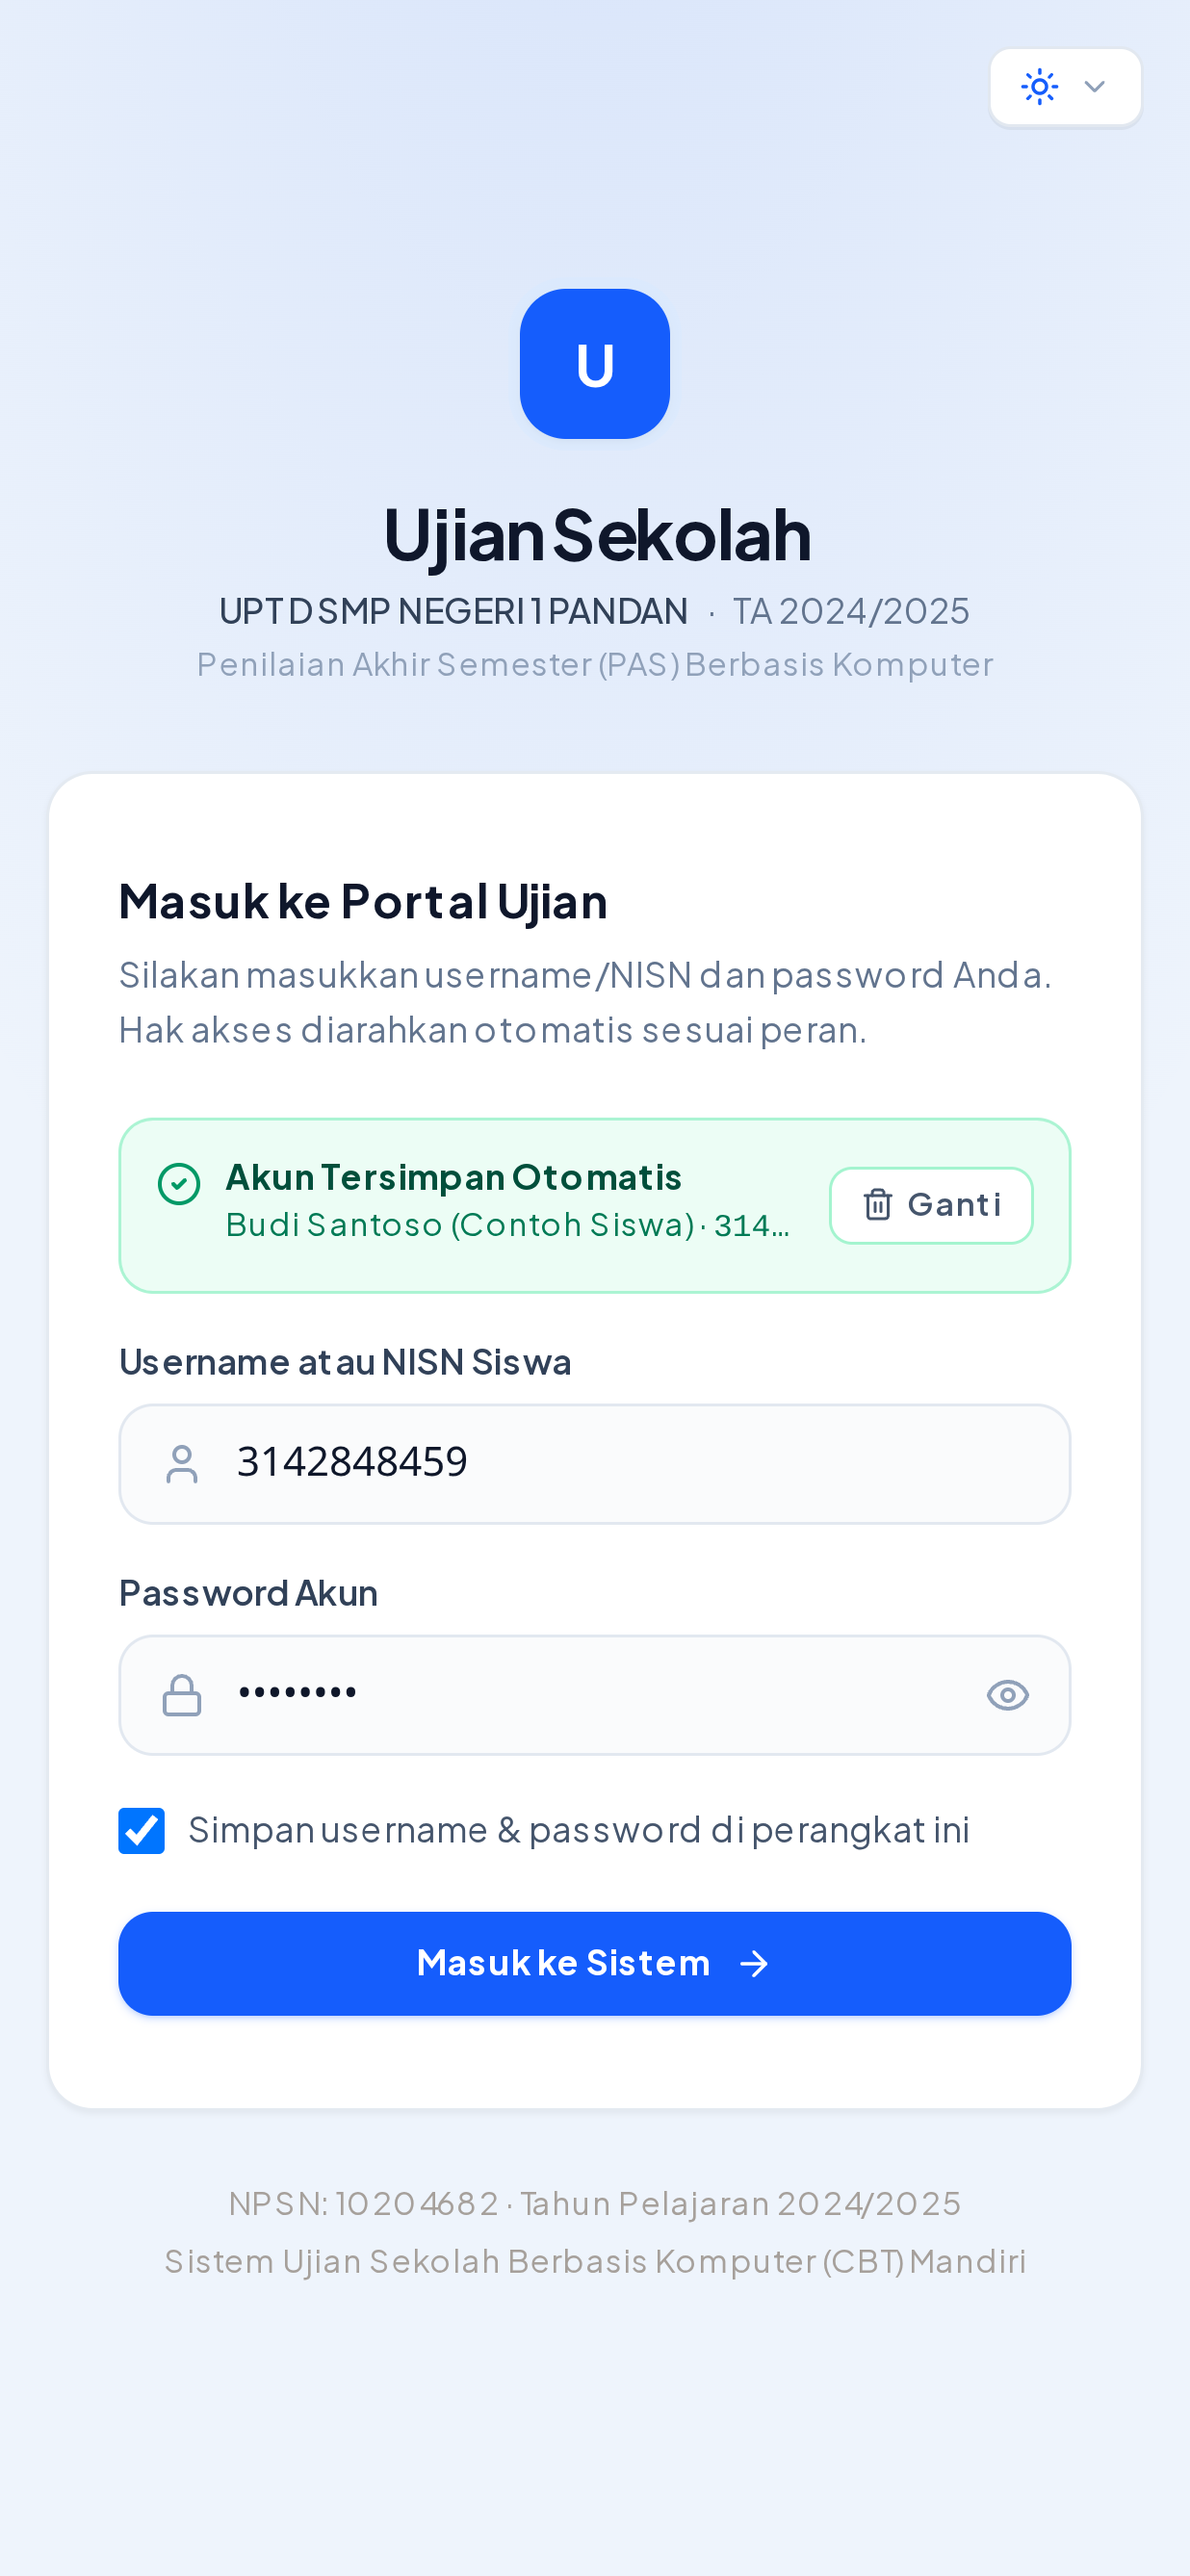 U
Ujian Sekolah
UPTD SMP NEGERI 1 PANDAN · TA 2024/2025
Penilaian Akhir Semester (PAS) Berbasis Komputer
Masuk ke Portal Ujian
Silakan masukkan username/NISN dan password Anda.
Hak akses diarahkan otomatis sesuai peran.
Akun Tersimpan Otomatis
Budi Santoso (Contoh Siswa) · 314…
Ganti
Username atau NISN Siswa
3142848459
Password Akun
••••••••
Simpan username & password di perangkat ini
Masuk ke Sistem →
NPSN: 10204682 · Tahun Pelajaran 2024/2025
Sistem Ujian Sekolah Berbasis Komputer (CBT) Mandiri